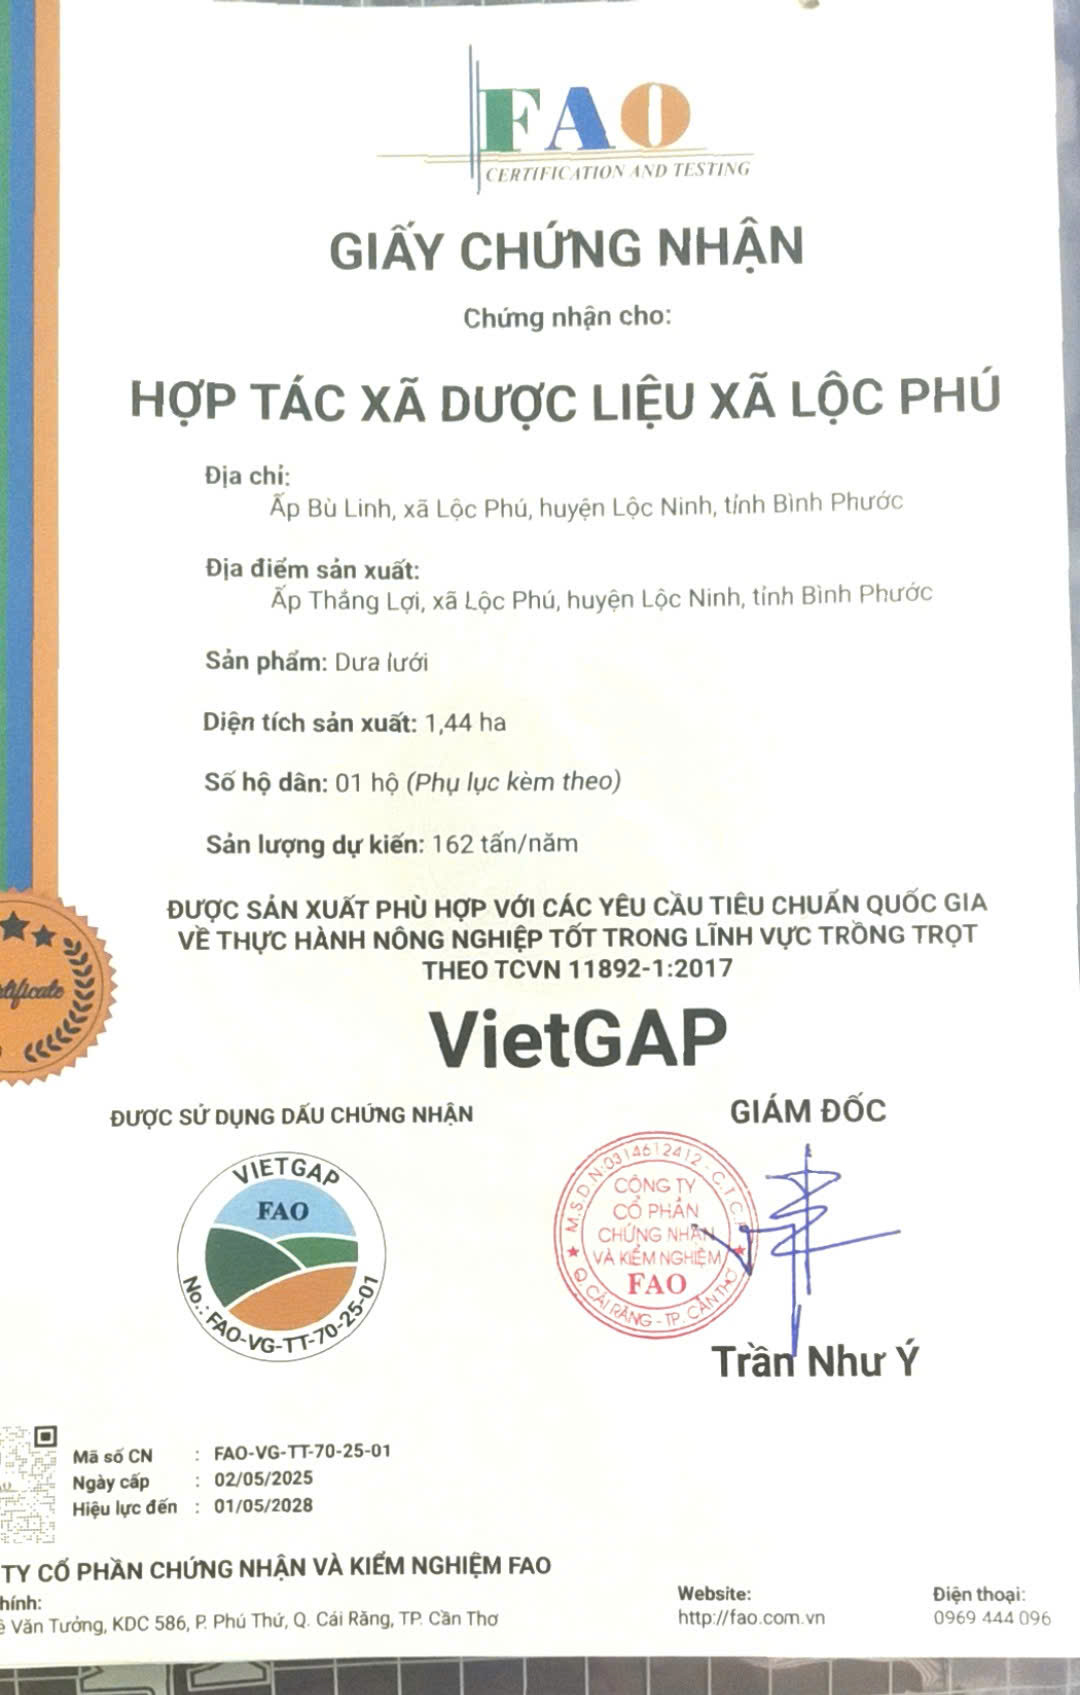 FAO
CERTIFICATION AND TESTING
GIẤY CHỨNG NHẬN
Chứng nhận cho:
HỢP TÁC XÃ DƯỢC LIỆU XÃ LỘC PHÚ
Địa chỉ:
Ấp Bù Linh, xã Lộc Phú, huyện Lộc Ninh, tỉnh Bình Phước
Địa điểm sản xuất:
Ấp Thắng Lợi, xã Lộc Phú, huyện Lộc Ninh, tỉnh Bình Phước
Sản phẩm: Dưa lưới
Diện tích sản xuất: 1,44 ha
Số hộ dân: 01 hộ (Phụ lục kèm theo)
Sản lượng dự kiến: 162 tấn/năm
ĐƯỢC SẢN XUẤT PHÙ HỢP VỚI CÁC YÊU CẦU TIÊU CHUẨN QUỐC GIA
VỀ THỰC HÀNH NÔNG NGHIỆP TỐT TRONG LĨNH VỰC TRỒNG TRỌT
THEO TCVN 11892-1:2017
VietGAP
ĐƯỢC SỬ DỤNG DẤU CHỨNG NHẬN
VIETGAP
FAO
No.: FAO-VG-TT-70-25-01
GIÁM ĐỐC
M.S.D.N:0314612412 - C.T.C.P
CÔNG TY
CỔ PHẦN
CHỨNG NHẬN
VÀ KIỂM NGHIỆM
FAO
Q. CÁI RĂNG - TP. CẦN THƠ
Trần Như Ý
Mã số CN : FAO-VG-TT-70-25-01
Ngày cấp : 02/05/2025
Hiệu lực đến : 01/05/2028
TY CỔ PHẦN CHỨNG NHẬN VÀ KIỂM NGHIỆM FAO
hính:
Văn Tưởng, KDC 586, P. Phú Thứ, Q. Cái Răng, TP. Cần Thơ
Website:
http://fao.com.vn
Điện thoại:
0969 444 096